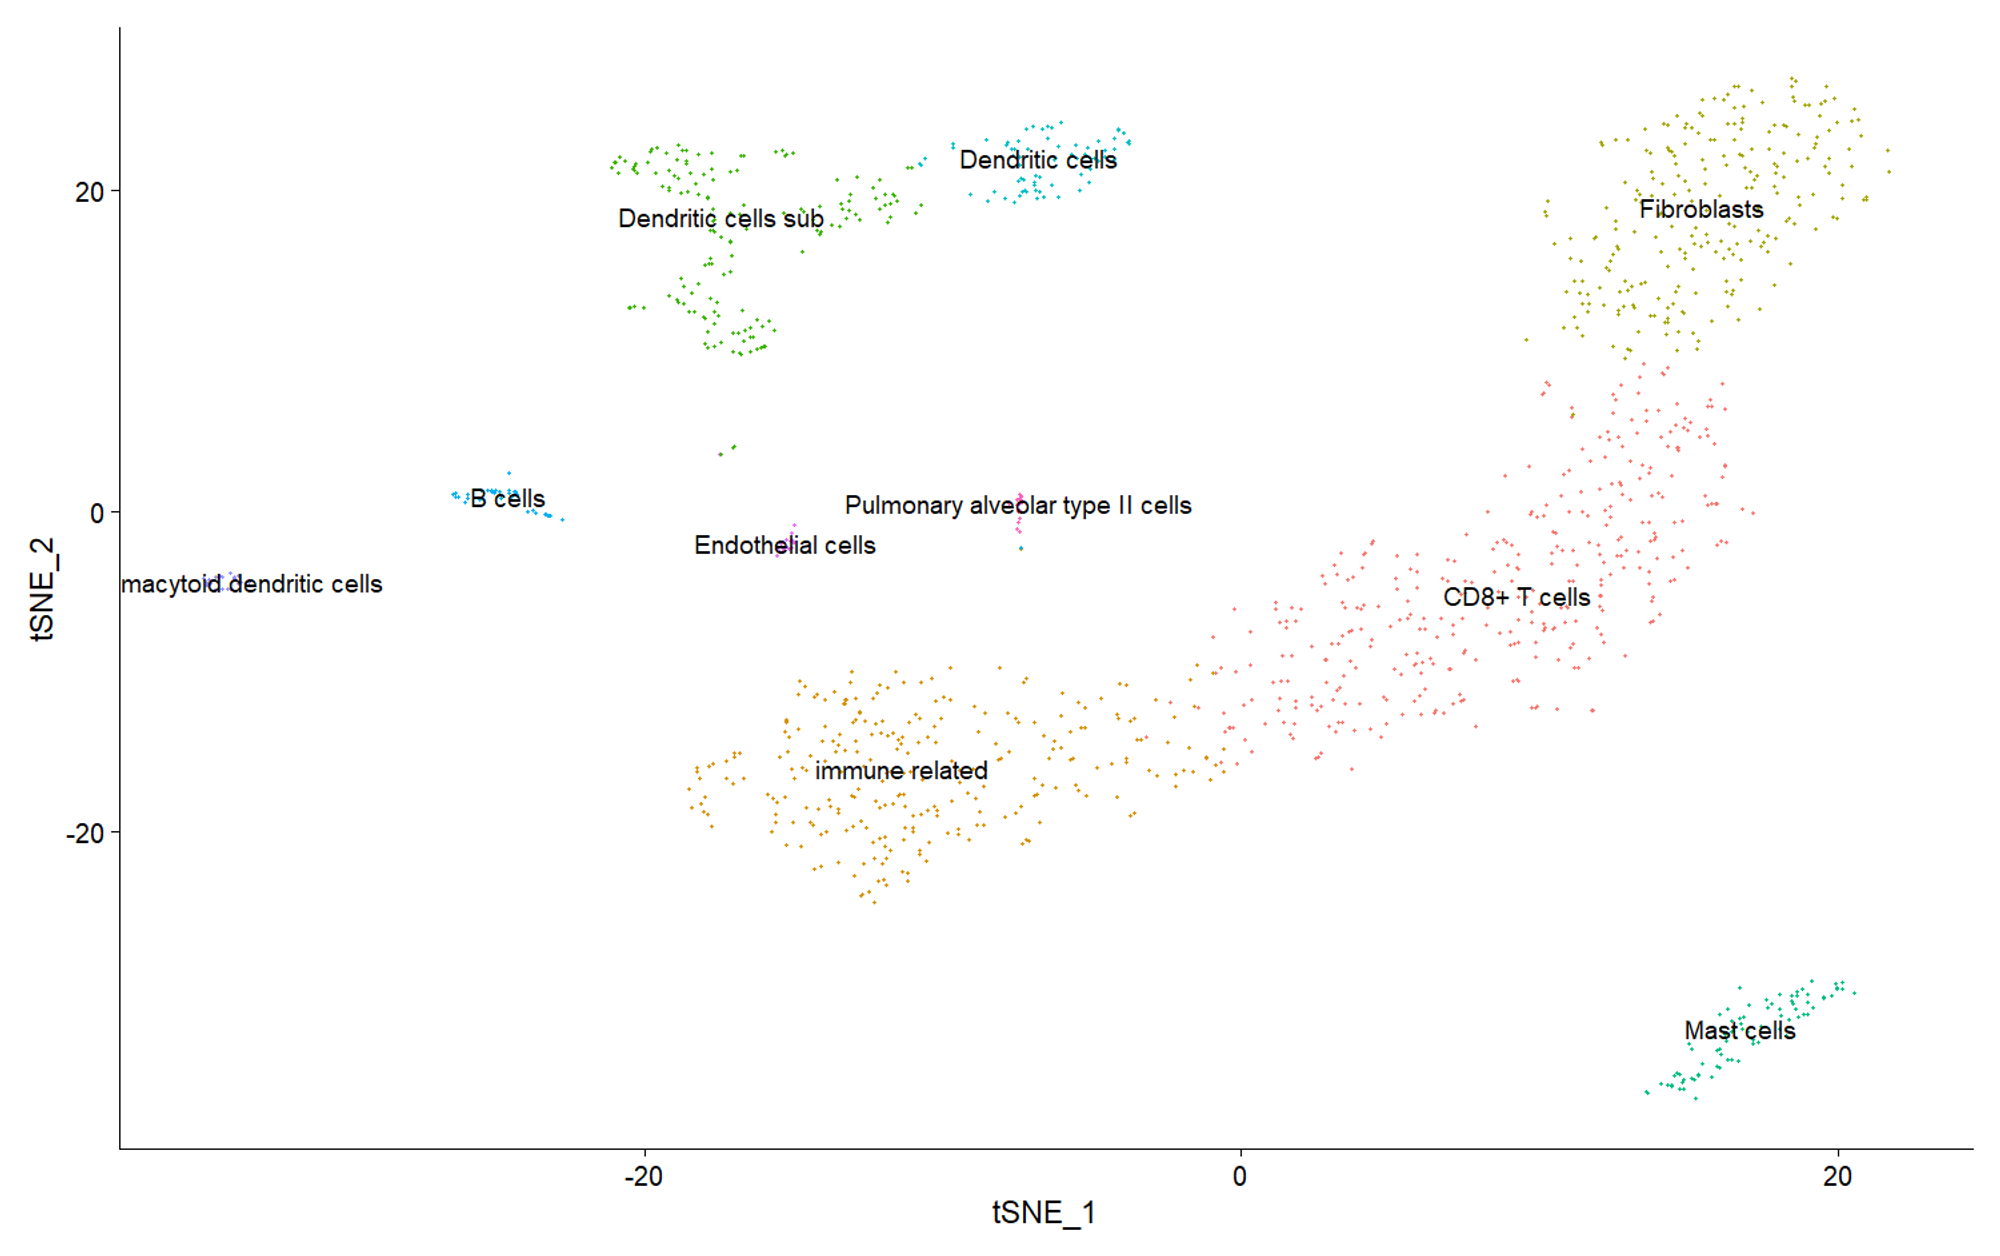 Dendritic cells
Fibroblasts
Dendritic cells sub
20
B cells
Pulmonary alveolar type II cells
0
Endothelial cells
macytoid dendritic cells
CD8+ T cells
tSNE_2
immune related
-20
Mast cells
-20
0
20
tSNE_1